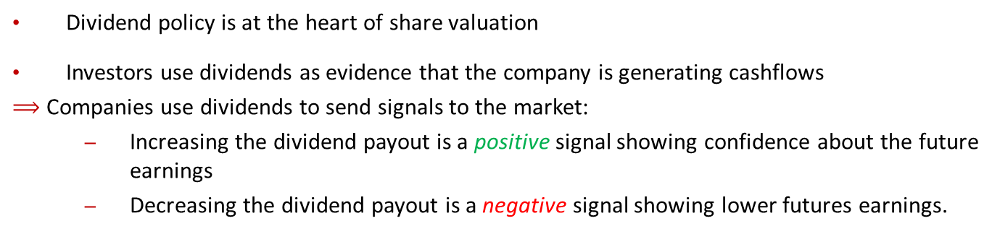 • Dividend policy is at the heart of share valuation
• Investors use dividends as evidence that the company is generating cashflows
⟹ Companies use dividends to send signals to the market:
– Increasing the dividend payout is a positive signal showing confidence about the future
earnings
– Decreasing the dividend payout is a negative signal showing lower futures earnings.